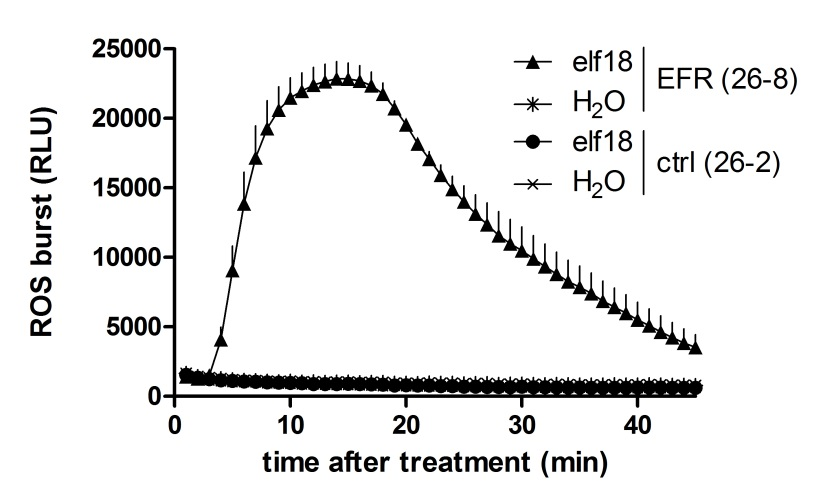 25000
20000
15000
10000
5000
0
ROS burst (RLU)
0 10 20 30 40
time after treatment (min)
elf18
H₂O
EFR (26-8)
elf18
H₂O
ctrl (26-2)